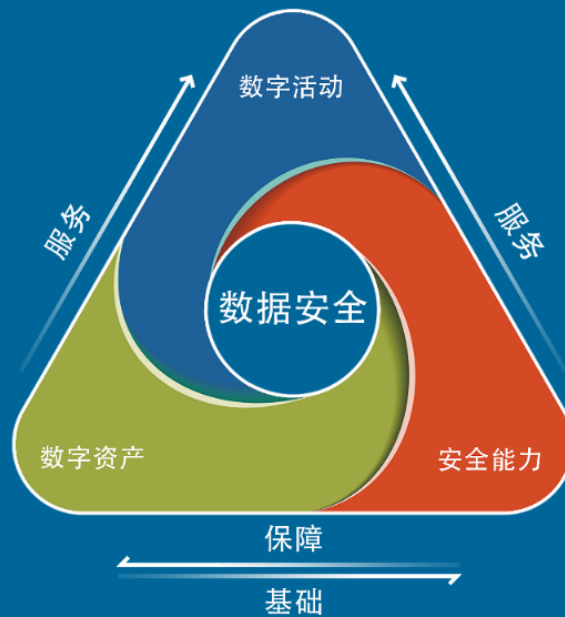 数字活动
服务
服务
数据安全
数字资产
安全能力
保障
基础